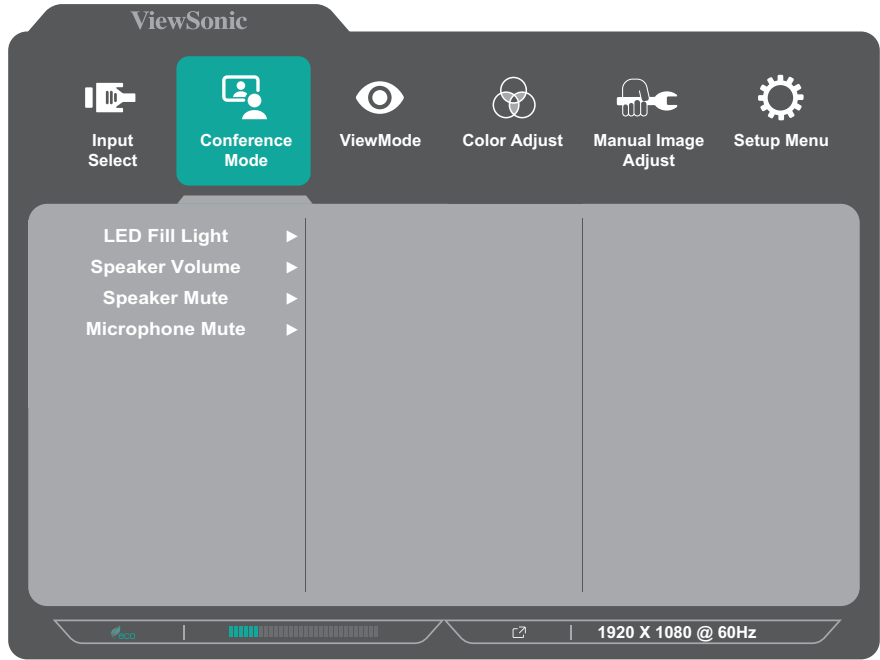 ViewSonic
Input
Select
Conference
Mode
ViewMode
Color Adjust
Manual Image
Adjust
Setup Menu
LED Fill Light
Speaker Volume
Speaker Mute
Microphone Mute
eco
1920 X 1080 @ 60Hz